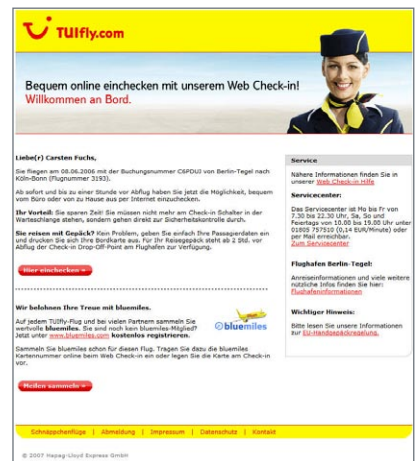 TUIfly.com
Bequem online einchecken mit unserem Web Check-in!
Willkommen an Bord.
Liebe(r) Carsten Fuchs,
Sie fliegen am 08.06.2006 mit der Buchungsnummer C6PDUJ von Berlin-Tegel nach
Köln-Bonn (Flugnummer 3193).
Ab sofort und bis zu einer Stunde vor Abflug haben Sie jetzt die Möglichkeit, bequem
vom Büro oder von zu Hause aus per Internet einzuchecken.
Ihr Vorteil: Sie sparen Zeit! Sie müssen nicht mehr am Check-in Schalter in der
Warteschlange stehen, sondern gehen direkt zur Sicherheitskontrolle durch.
Sie reisen mit Gepäck? Kein Problem, geben Sie einfach Ihre Passagierdaten ein
und drucken Sie sich Ihre Bordkarte aus. Für Ihr Reisegepäck steht ab 2 Std. vor
Abflug der Check-in Drop-Off-Point am Flughafen zur Verfügung.
Hier einchecken »
Wir belohnen Ihre Treue mit bluemiles.
Auf jedem TUIfly-Flug und bei vielen Partnern sammeln Sie
wertvolle bluemiles. Sie sind noch kein bluemiles-Mitglied?
Jetzt unter www.bluemiles.com kostenlos registrieren.
bluemiles
Sammeln Sie bluemiles schon für diesen Flug. Tragen Sie dazu die bluemiles
Kartennummer online beim Web Check-in ein oder legen Sie die Karte am Check-in
vor.
Meilen sammeln »
Service
Nähere Informationen finden Sie in
unserer Web Check-in Hilfe
Servicecenter:
Das Servicecenter ist Mo bis Fr von
7.30 bis 22.30 Uhr, Sa, So und
Feiertags von 10.00 bis 19.00 Uhr unter
01805 757510 (0,14 EUR/Minute) oder
per Mail erreichbar.
Zum Servicecenter
Flughafen Berlin-Tegel:
Anreiseinformationen und viele weitere
nützliche Infos finden Sie hier:
Flughafeninformationen
Wichtiger Hinweis:
Bitte lesen Sie unsere Informationen
zur EU-Handgepäckregelung.
Schnäppchenflüge | Abmeldung | Impressum | Datenschutz | Kontakt
© 2007 Hapag-Lloyd Express GmbH